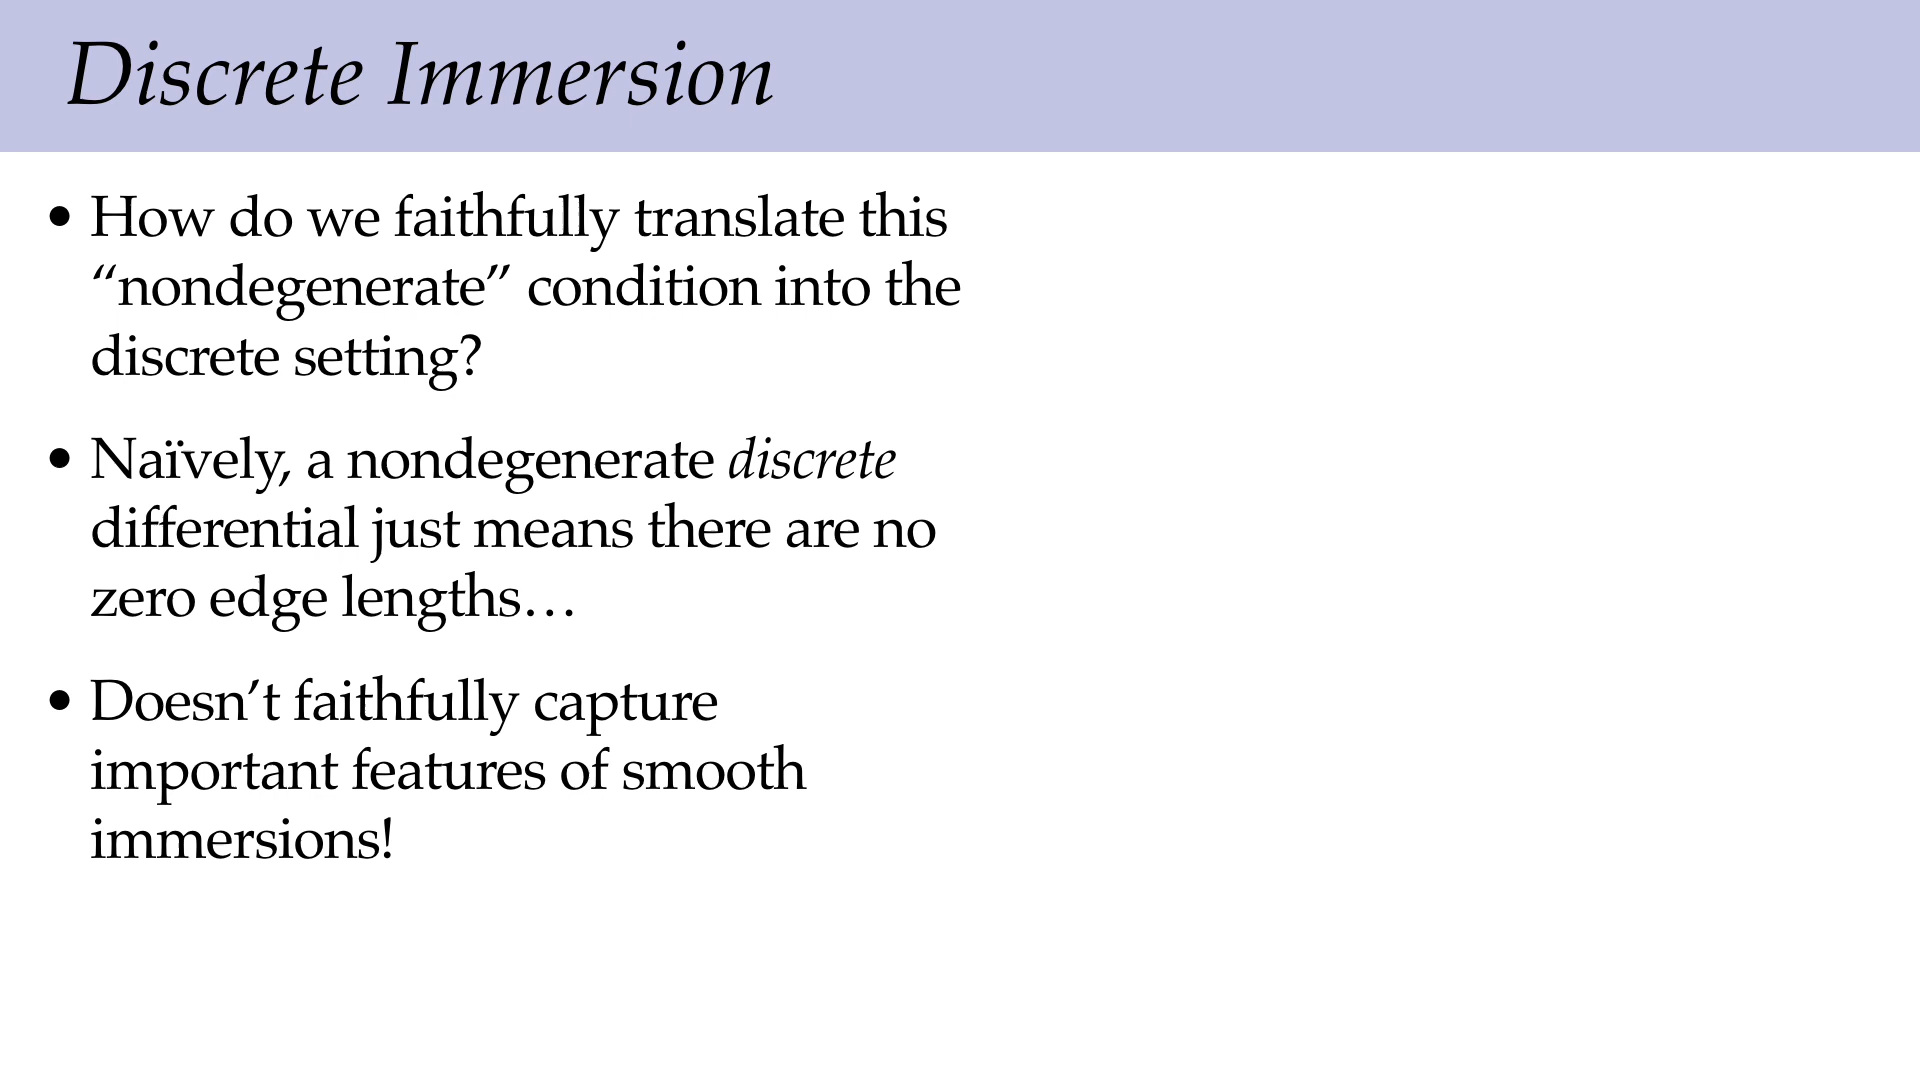 Discrete Immersion
• How do we faithfully translate this
“nondegenerate” condition into the
discrete setting?
• Naïvely, a nondegenerate discrete
differential just means there are no
zero edge lengths…
• Doesn’t faithfully capture
important features of smooth
immersions!